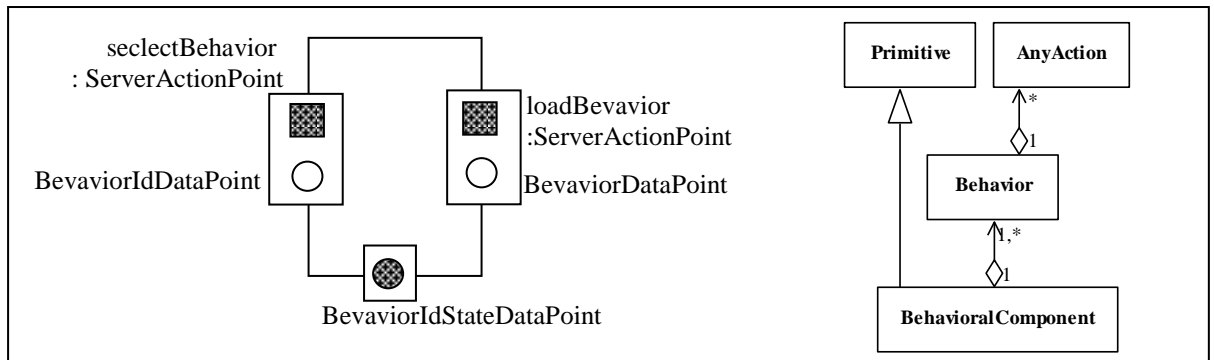 seclectBehavior
: ServerActionPoint
loadBevavior
:ServerActionPoint
BevaviorIdDataPoint
BevaviorDataPoint
BevaviorIdStateDataPoint
Primitive
AnyAction
*
1
Behavior
1,*
1
BehavioralComponent